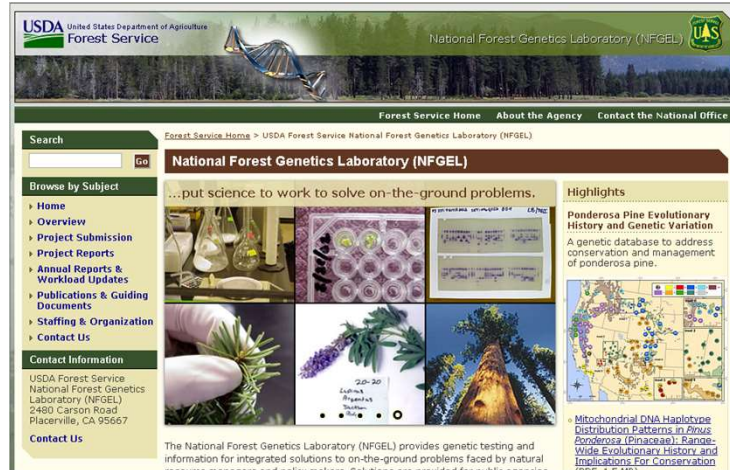 USDA United States Department of Agriculture
Forest Service
National Forest Genetics Laboratory (NFGEL)
Forest Service Home About the Agency Contact the National Office
Search
Go
Forest Service Home > USDA Forest Service National Forest Genetics Laboratory (NFGEL)
National Forest Genetics Laboratory (NFGEL)
Browse by Subject
Home
Overview
Project Submission
Project Reports
Annual Reports &
Workload Updates
Publications & Guiding
Documents
Staffing & Organization
Contact Us
Contact Information
USDA Forest Service
National Forest Genetics
Laboratory (NFGEL)
2480 Carson Road
Placerville, CA 95667
Contact Us
...put science to work to solve on-the-ground problems.
20-20
The National Forest Genetics Laboratory (NFGEL) provides genetic testing and
information for integrated solutions to on-the-ground problems faced by natural
Highlights
Ponderosa Pine Evolutionary
History and Genetic Variation
A genetic database to address
conservation and management
of ponderosa pine.
Mitochondrial DNA Haplotype
Distribution Patterns in Pinus
Ponderosa (Pinaceae): Range-
Wide Evolutionary History and
Implications For Conservation